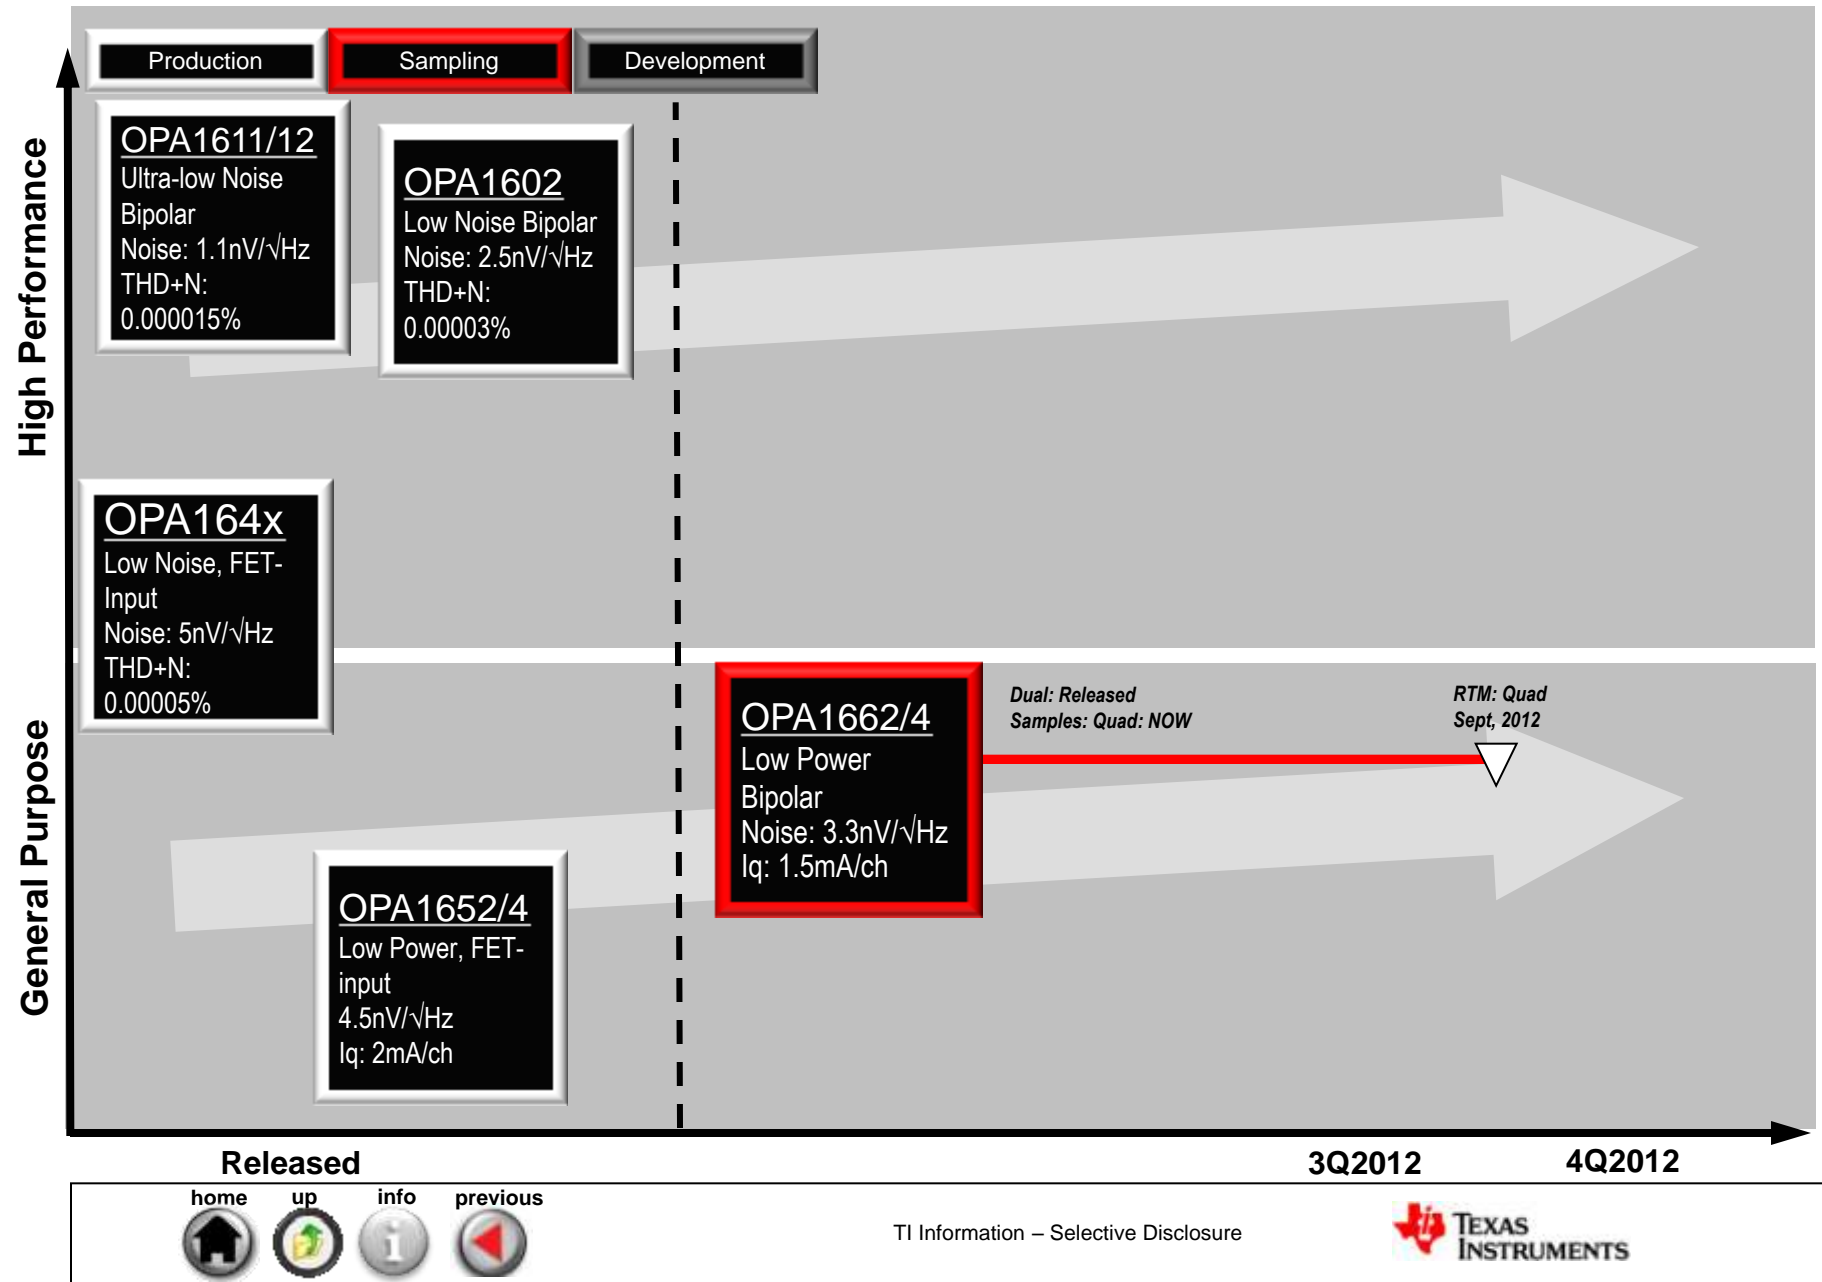 Production
Sampling
Development
High Performance
OPA1611/12
Ultra-low Noise
Bipolar
Noise: 1.1nV/√Hz
THD+N:
0.000015%
OPA1602
Low Noise Bipolar
Noise: 2.5nV/√Hz
THD+N:
0.00003%
OPA164x
Low Noise, FET-
Input
Noise: 5nV/√Hz
THD+N:
0.00005%
General Purpose
OPA1652/4
Low Power, FET-
input
4.5nV/√Hz
Iq: 2mA/ch
OPA1662/4
Low Power
Bipolar
Noise: 3.3nV/√Hz
Iq: 1.5mA/ch
Dual: Released
Samples: Quad: NOW
RTM: Quad
Sept, 2012
Released
3Q2012
4Q2012
home
up
info
previous
TI Information – Selective Disclosure
TEXAS
INSTRUMENTS